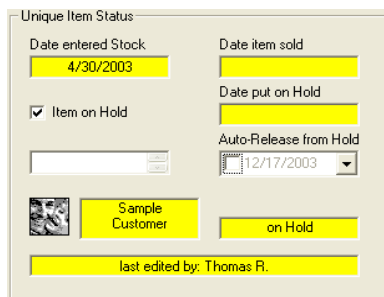 Unique Item Status
Date entered Stock
Date item sold
4/30/2003
Date put on Hold
Item on Hold
Auto-Release from Hold
12/17/2003
Sample
Customer
on Hold
last edited by: Thomas R.